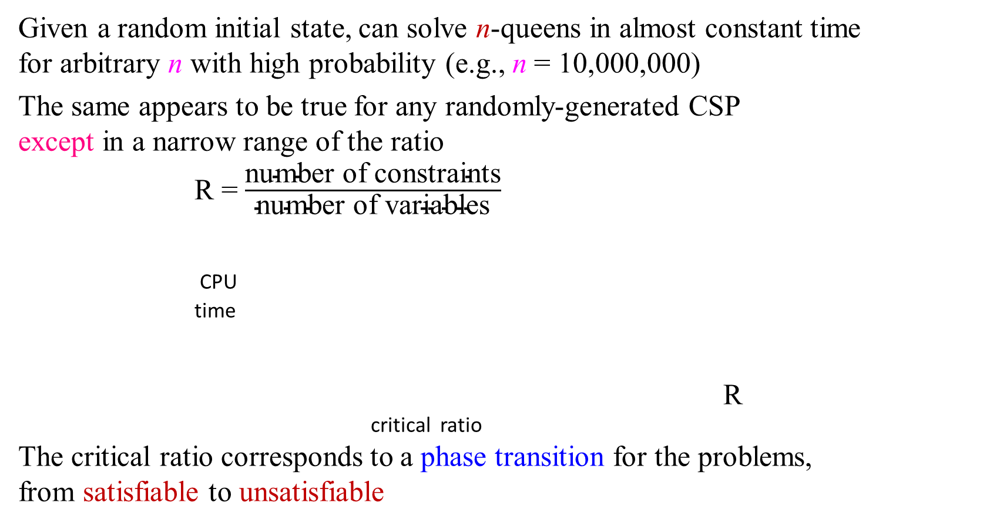 Given a random initial state, can solve n-queens in almost constant time
for arbitrary n with high probability (e.g., n = 10,000,000)
The same appears to be true for any randomly-generated CSP
except in a narrow range of the ratio
number of constraints
R =
number of variables
CPU
time
R
critical ratio
The critical ratio corresponds to a phase transition for the problems,
from satisfiable to unsatisfiable